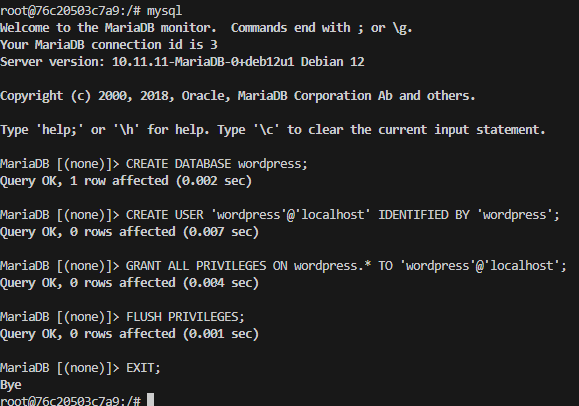 root@76c20503c7a9:/# mysql
Welcome to the MariaDB monitor.  Commands end with ; or \g.
Your MariaDB connection id is 3
Server version: 10.11.11-MariaDB-0+deb12u1 Debian 12

Copyright (c) 2000, 2018, Oracle, MariaDB Corporation Ab and others.

Type 'help;' or '\h' for help. Type '\c' to clear the current input statement.

MariaDB [(none)]> CREATE DATABASE wordpress;
Query OK, 1 row affected (0.002 sec)

MariaDB [(none)]> CREATE USER 'wordpress'@'localhost' IDENTIFIED BY 'wordpress';
Query OK, 0 rows affected (0.007 sec)

MariaDB [(none)]> GRANT ALL PRIVILEGES ON wordpress.* TO 'wordpress'@'localhost';
Query OK, 0 rows affected (0.004 sec)

MariaDB [(none)]> FLUSH PRIVILEGES;
Query OK, 0 rows affected (0.001 sec)

MariaDB [(none)]> EXIT;
Bye
root@76c20503c7a9:/#